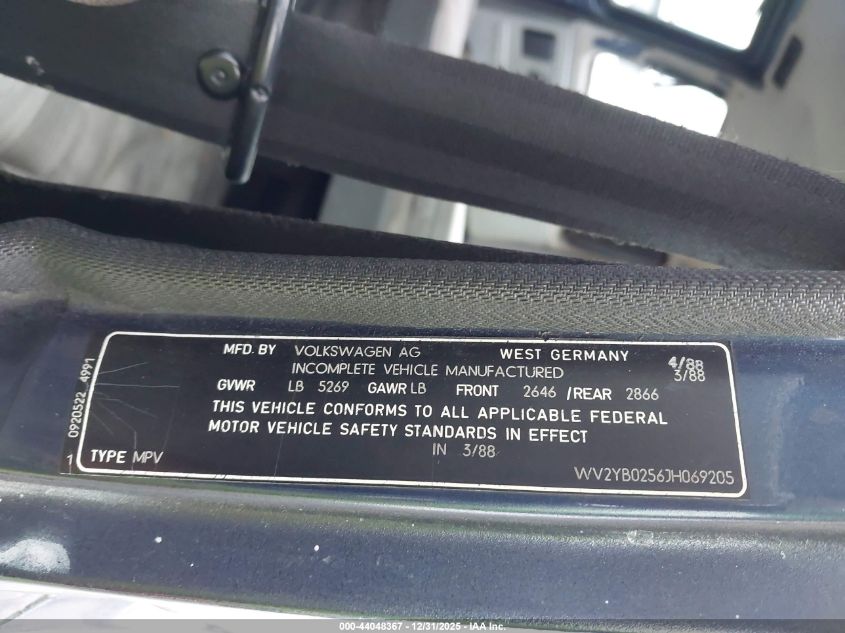 MFD. BY VOLKSWAGEN AG WEST GERMANY 4/88
INCOMPLETE VEHICLE MANUFACTURED 3/88
GVWR LB 5269 GAWR LB FRONT 2646 /REAR 2866
THIS VEHICLE CONFORMS TO ALL APPLICABLE FEDERAL
MOTOR VEHICLE SAFETY STANDARDS IN EFFECT
IN 3/88
TYPE MPV
WV2YB0256JH069205
1 0920522 4991
000-44048367 - 12/31/2025 - IAA Inc.